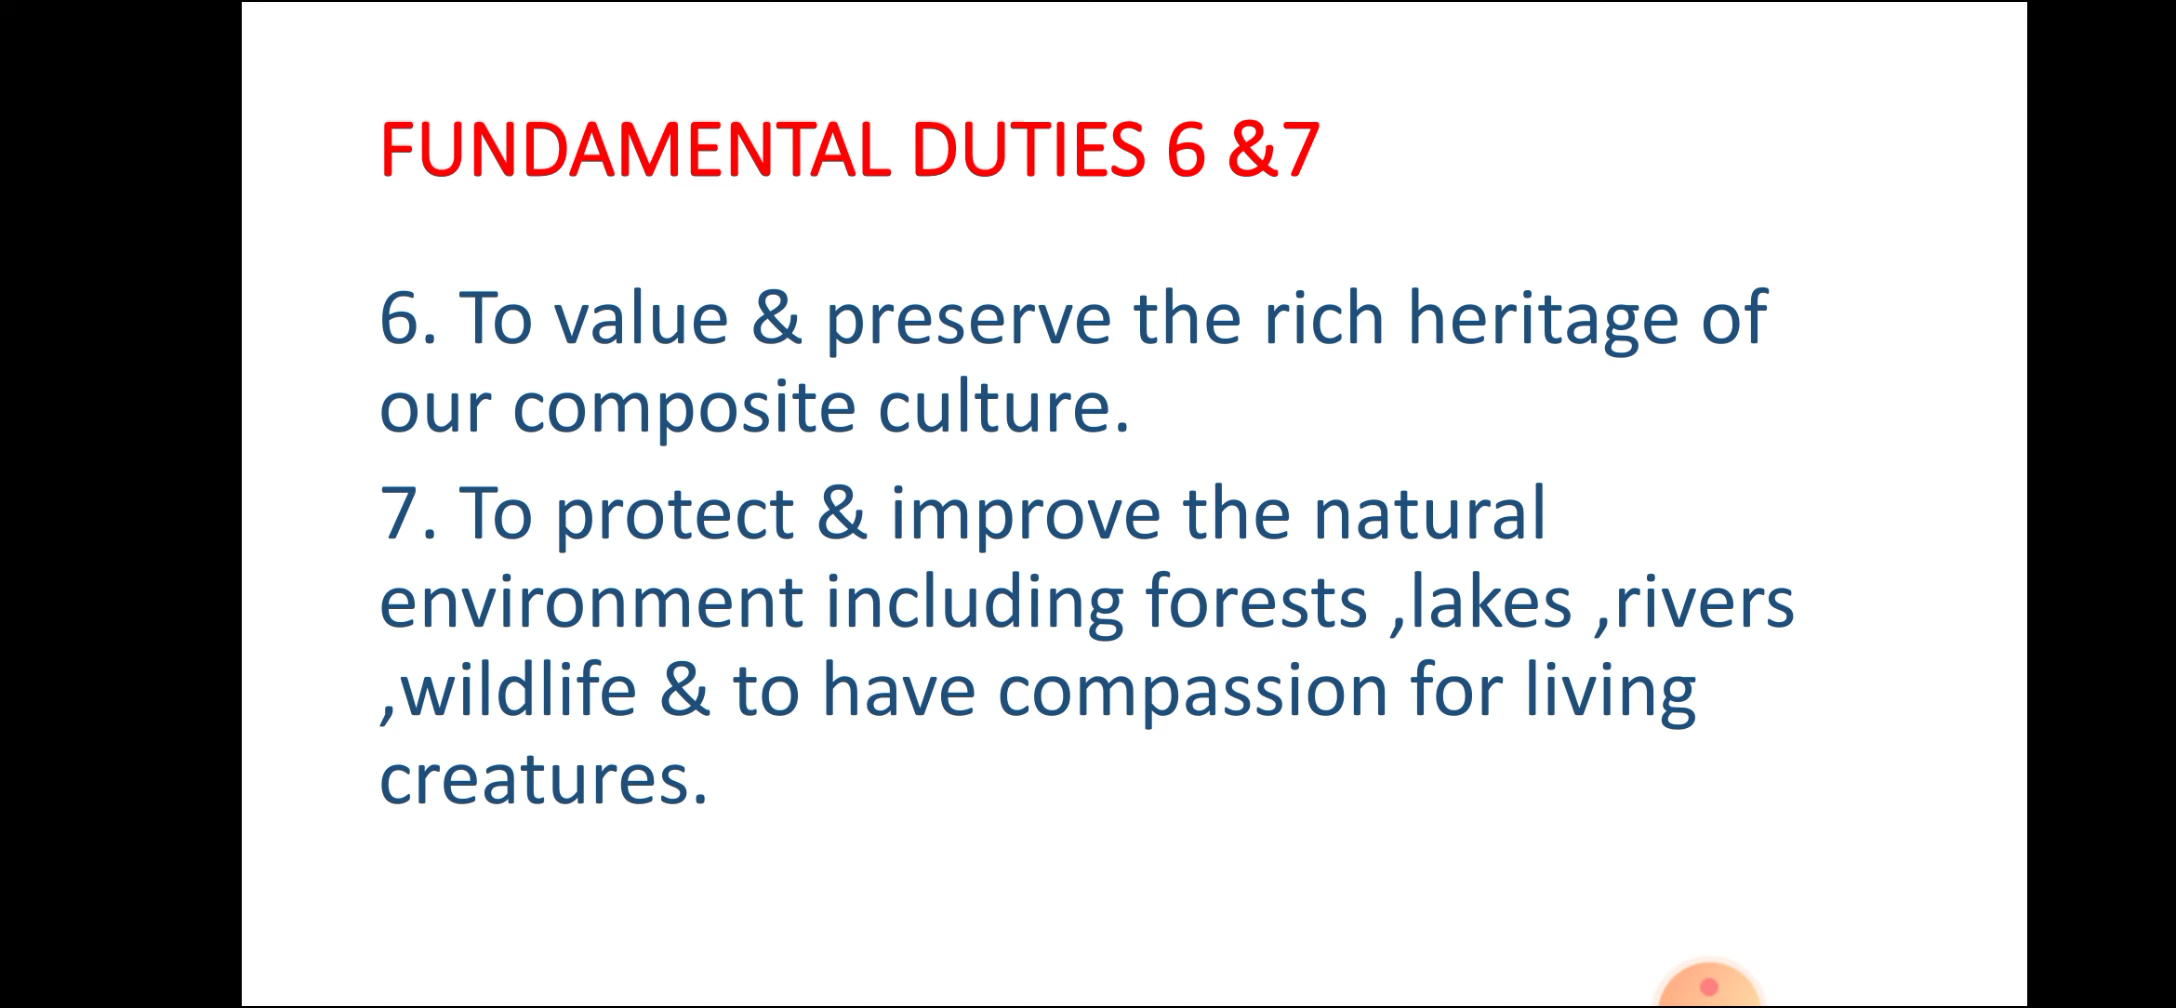 FUNDAMENTAL DUTIES 6 &7
6. To value & preserve the rich heritage of
our composite culture.
7. To protect & improve the natural
environment including forests ,lakes ,rivers
,wildlife & to have compassion for living
creatures.